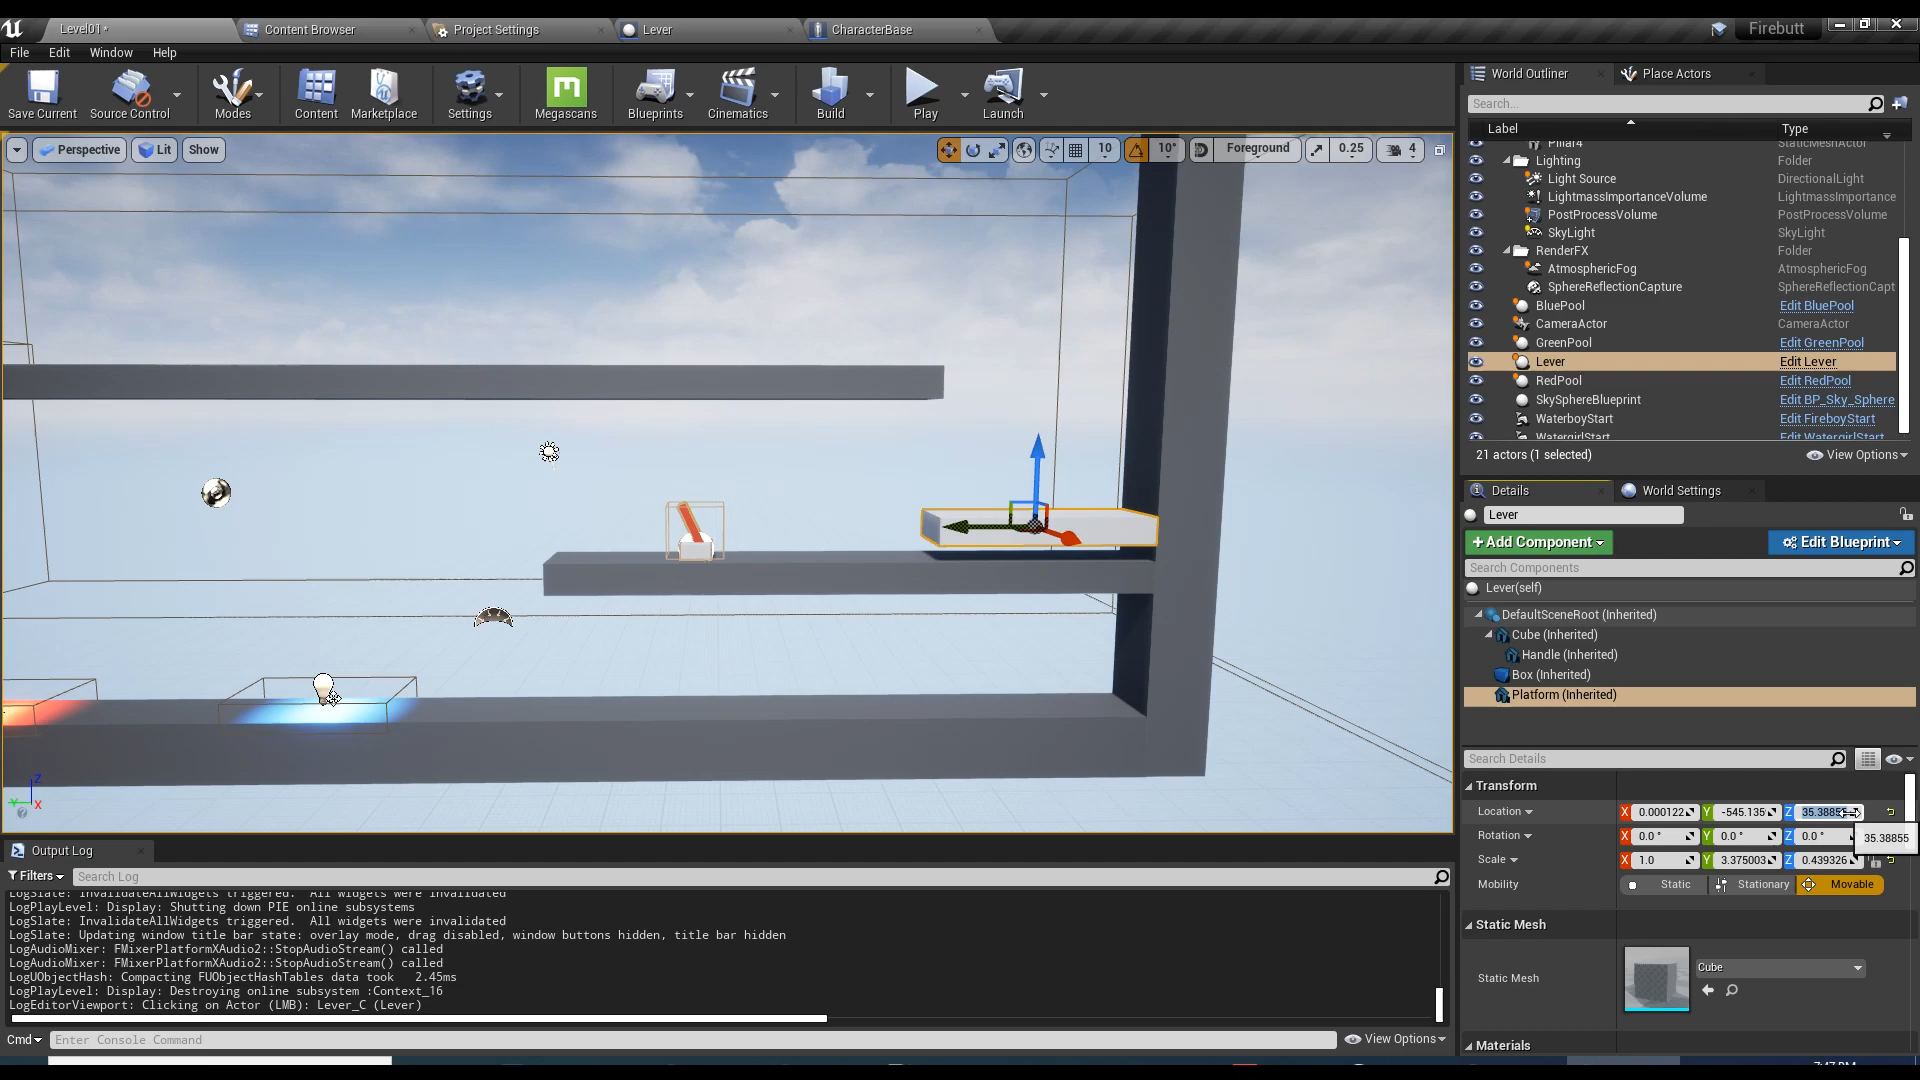 Level01*
Content Browser
Project Settings
Lever
CharacterBase
Firebutt
File Edit Window Help
Save Current
Source Control
Modes
Content
Marketplace
Settings
Megascans
Blueprints
Cinematics
Build
Play
Launch
Perspective
Lit
Show
10
10°
Foreground
0.25
4
World Outliner
Place Actors
Search...
Label Type
Pillar4 StaticMeshActor
Lighting Folder
Light Source DirectionalLight
LightmassImportanceVolume LightmassImportance
PostProcessVolume PostProcessVolume
SkyLight SkyLight
RenderFX Folder
AtmosphericFog AtmosphericFog
SphereReflectionCapture SphereReflectionCapt
BluePool Edit BluePool
CameraActor CameraActor
GreenPool Edit GreenPool
Lever Edit Lever
RedPool Edit RedPool
SkySphereBlueprint Edit BP_Sky_Sphere
WaterboyStart Edit FireboyStart
WatergirlStart Edit WatergirlStart
21 actors (1 selected)
View Options
Details
World Settings
Lever
+ Add Component
Edit Blueprint
Search Components
Lever(self)
DefaultSceneRoot (Inherited)
Cube (Inherited)
Handle (Inherited)
Box (Inherited)
Platform (Inherited)
Search Details
Transform
Location X 0.000122 Y -545.135 Z 35.38855
35.38855
Rotation X 0.0 ° Y 0.0 ° Z 0.0 °
Scale X 1.0 Y 3.375003 Z 0.439326
Mobility Static Stationary Movable
Static Mesh
Static Mesh
Cube
Materials
Z
Y
X
Output Log
Filters
Search Log
LogSlate: InvalidateAllWidgets triggered. All widgets were invalidated
LogPlayLevel: Display: Shutting down PIE online subsystems
LogSlate: InvalidateAllWidgets triggered. All widgets were invalidated
LogSlate: Updating window title bar state: overlay mode, drag disabled, window buttons hidden, title bar hidden
LogAudioMixer: FMixerPlatformXAudio2::StopAudioStream() called
LogAudioMixer: FMixerPlatformXAudio2::StopAudioStream() called
LogUObjectHash: Compacting FUObjectHashTables data took 2.45ms
LogPlayLevel: Display: Destroying online subsystem :Context_16
LogEditorViewport: Clicking on Actor (LMB): Lever_C (Lever)
Cmd
Enter Console Command
View Options